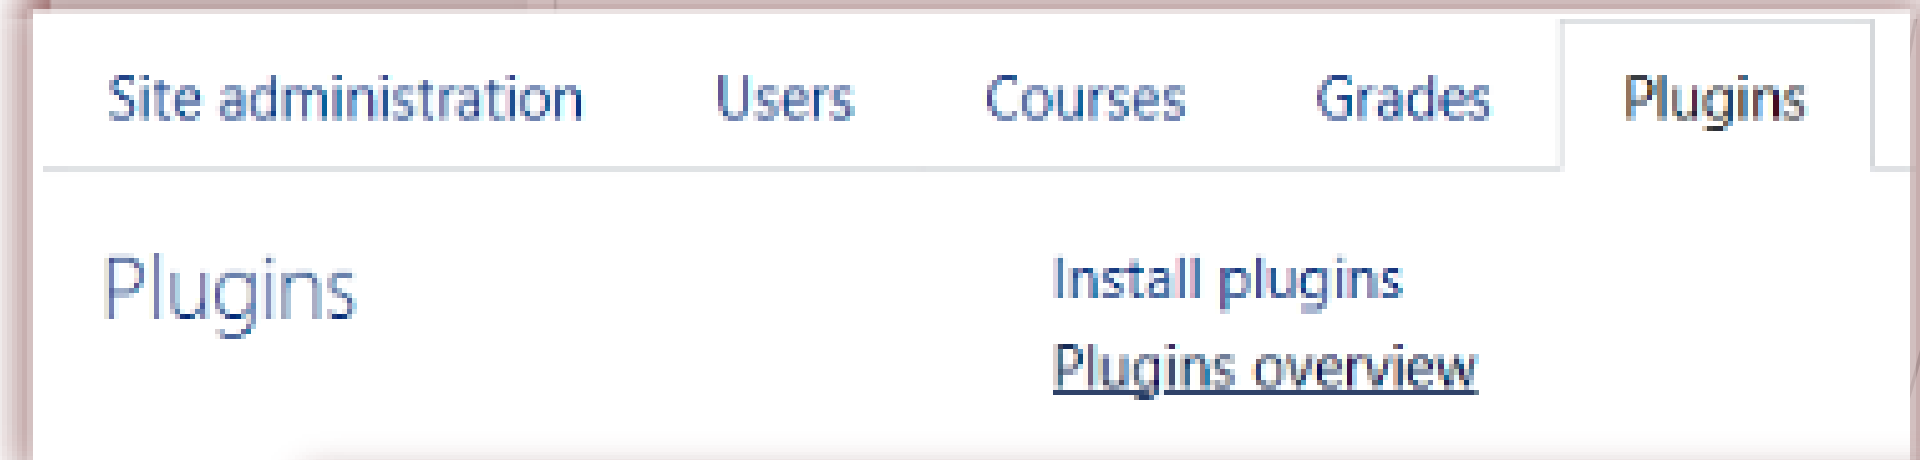 Site administration Users Courses Grades Plugins
Plugins
Install plugins
Plugins overview